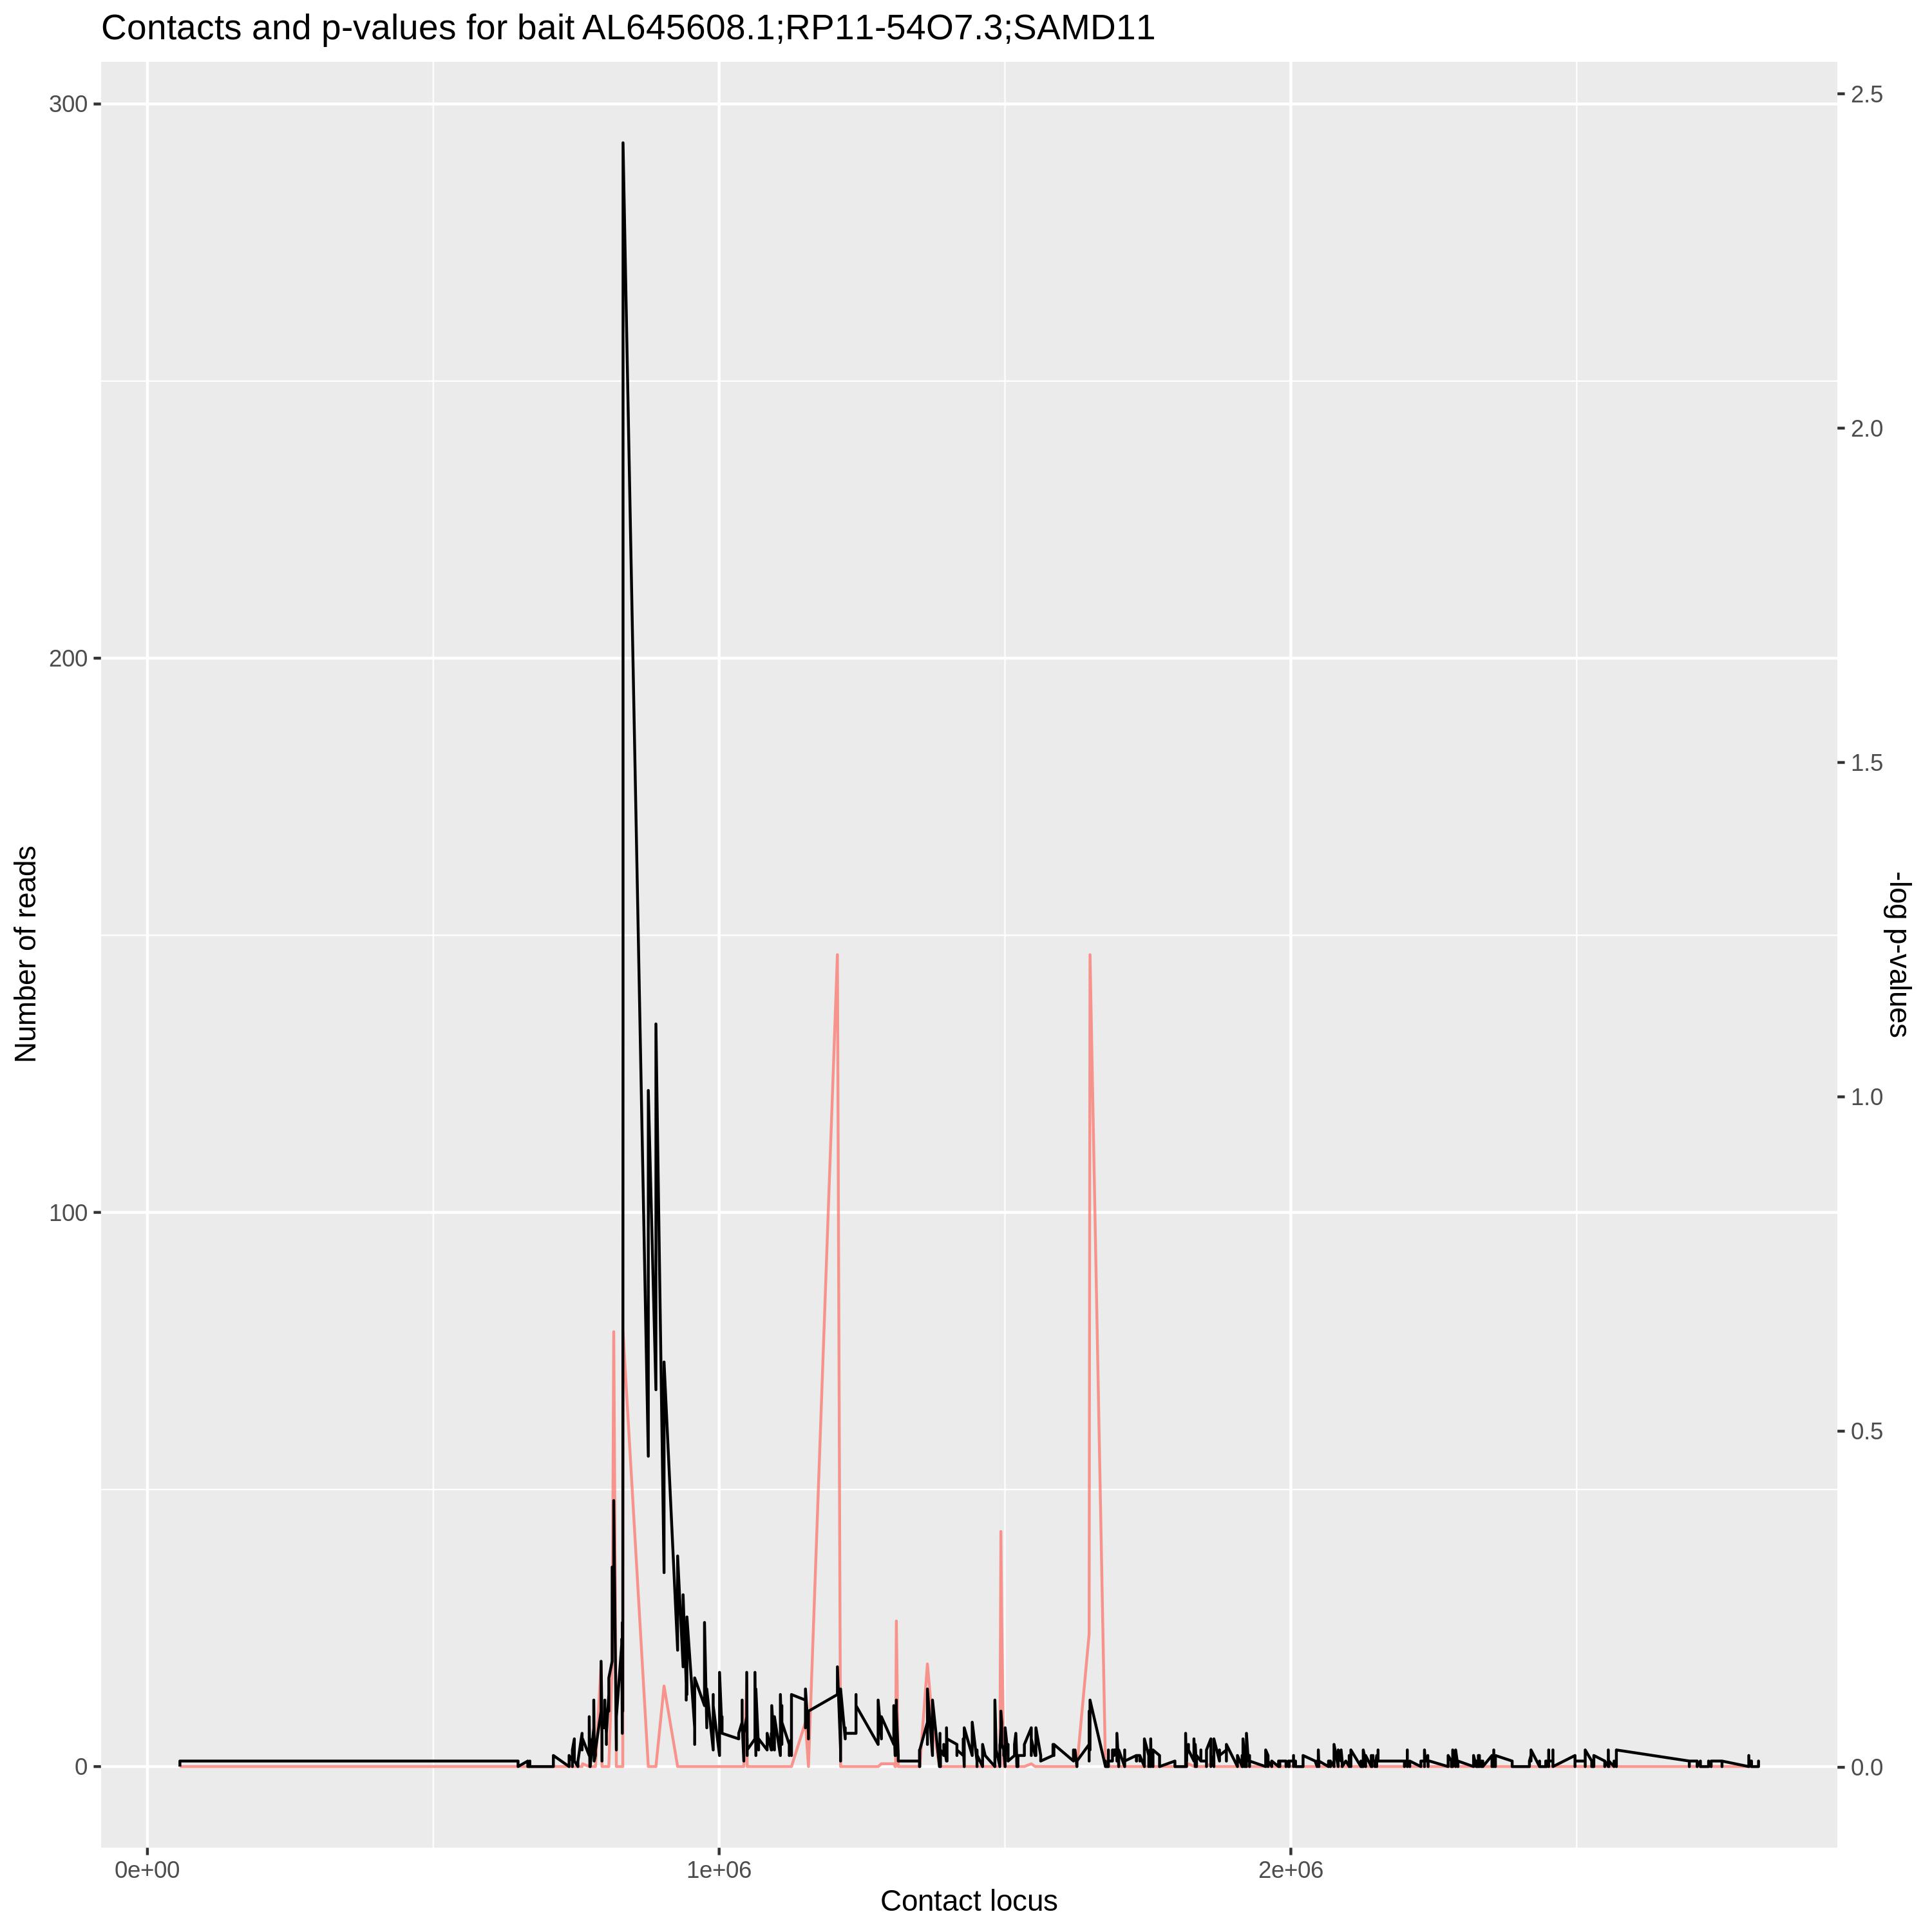 Contacts and p-values for bait AL645608.1;RP11-54O7.3;SAMD11
300
200
100
0
Number of reads
2.5
2.0
1.5
1.0
0.5
0.0
-log p-values
0e+00
1e+06
2e+06
Contact locus